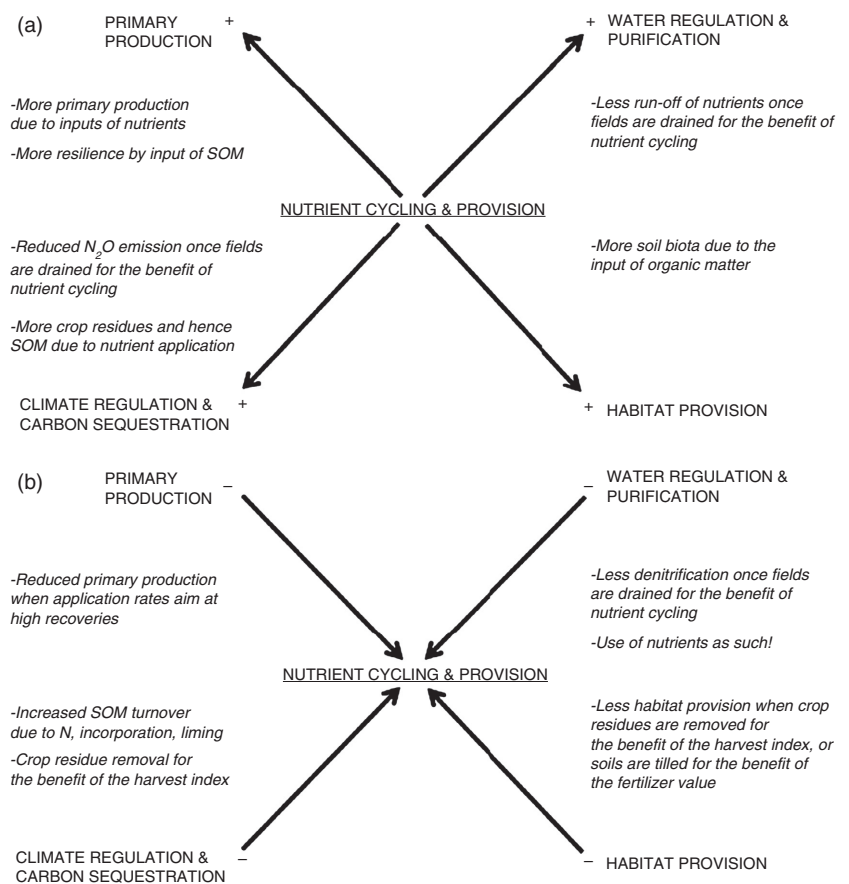 (a)
PRIMARY
PRODUCTION +
+ WATER REGULATION &
PURIFICATION
-More primary production
due to inputs of nutrients
-More resilience by input of SOM
-Less run-off of nutrients once
fields are drained for the benefit of
nutrient cycling
NUTRIENT CYCLING & PROVISION
-Reduced N₂O emission once fields
are drained for the benefit of
nutrient cycling
-More crop residues and hence
SOM due to nutrient application
-More soil biota due to the
input of organic matter
CLIMATE REGULATION & +
CARBON SEQUESTRATION
+ HABITAT PROVISION
(b)
PRIMARY
PRODUCTION –
– WATER REGULATION &
PURIFICATION
-Reduced primary production
when application rates aim at
high recoveries
-Less denitrification once fields
are drained for the benefit of
nutrient cycling
-Use of nutrients as such!
NUTRIENT CYCLING & PROVISION
-Increased SOM turnover
due to N, incorporation, liming
-Crop residue removal for
the benefit of the harvest index
-Less habitat provision when crop
residues are removed for
the benefit of the harvest index, or
soils are tilled for the benefit of
the fertilizer value
CLIMATE REGULATION & –
CARBON SEQUESTRATION
– HABITAT PROVISION